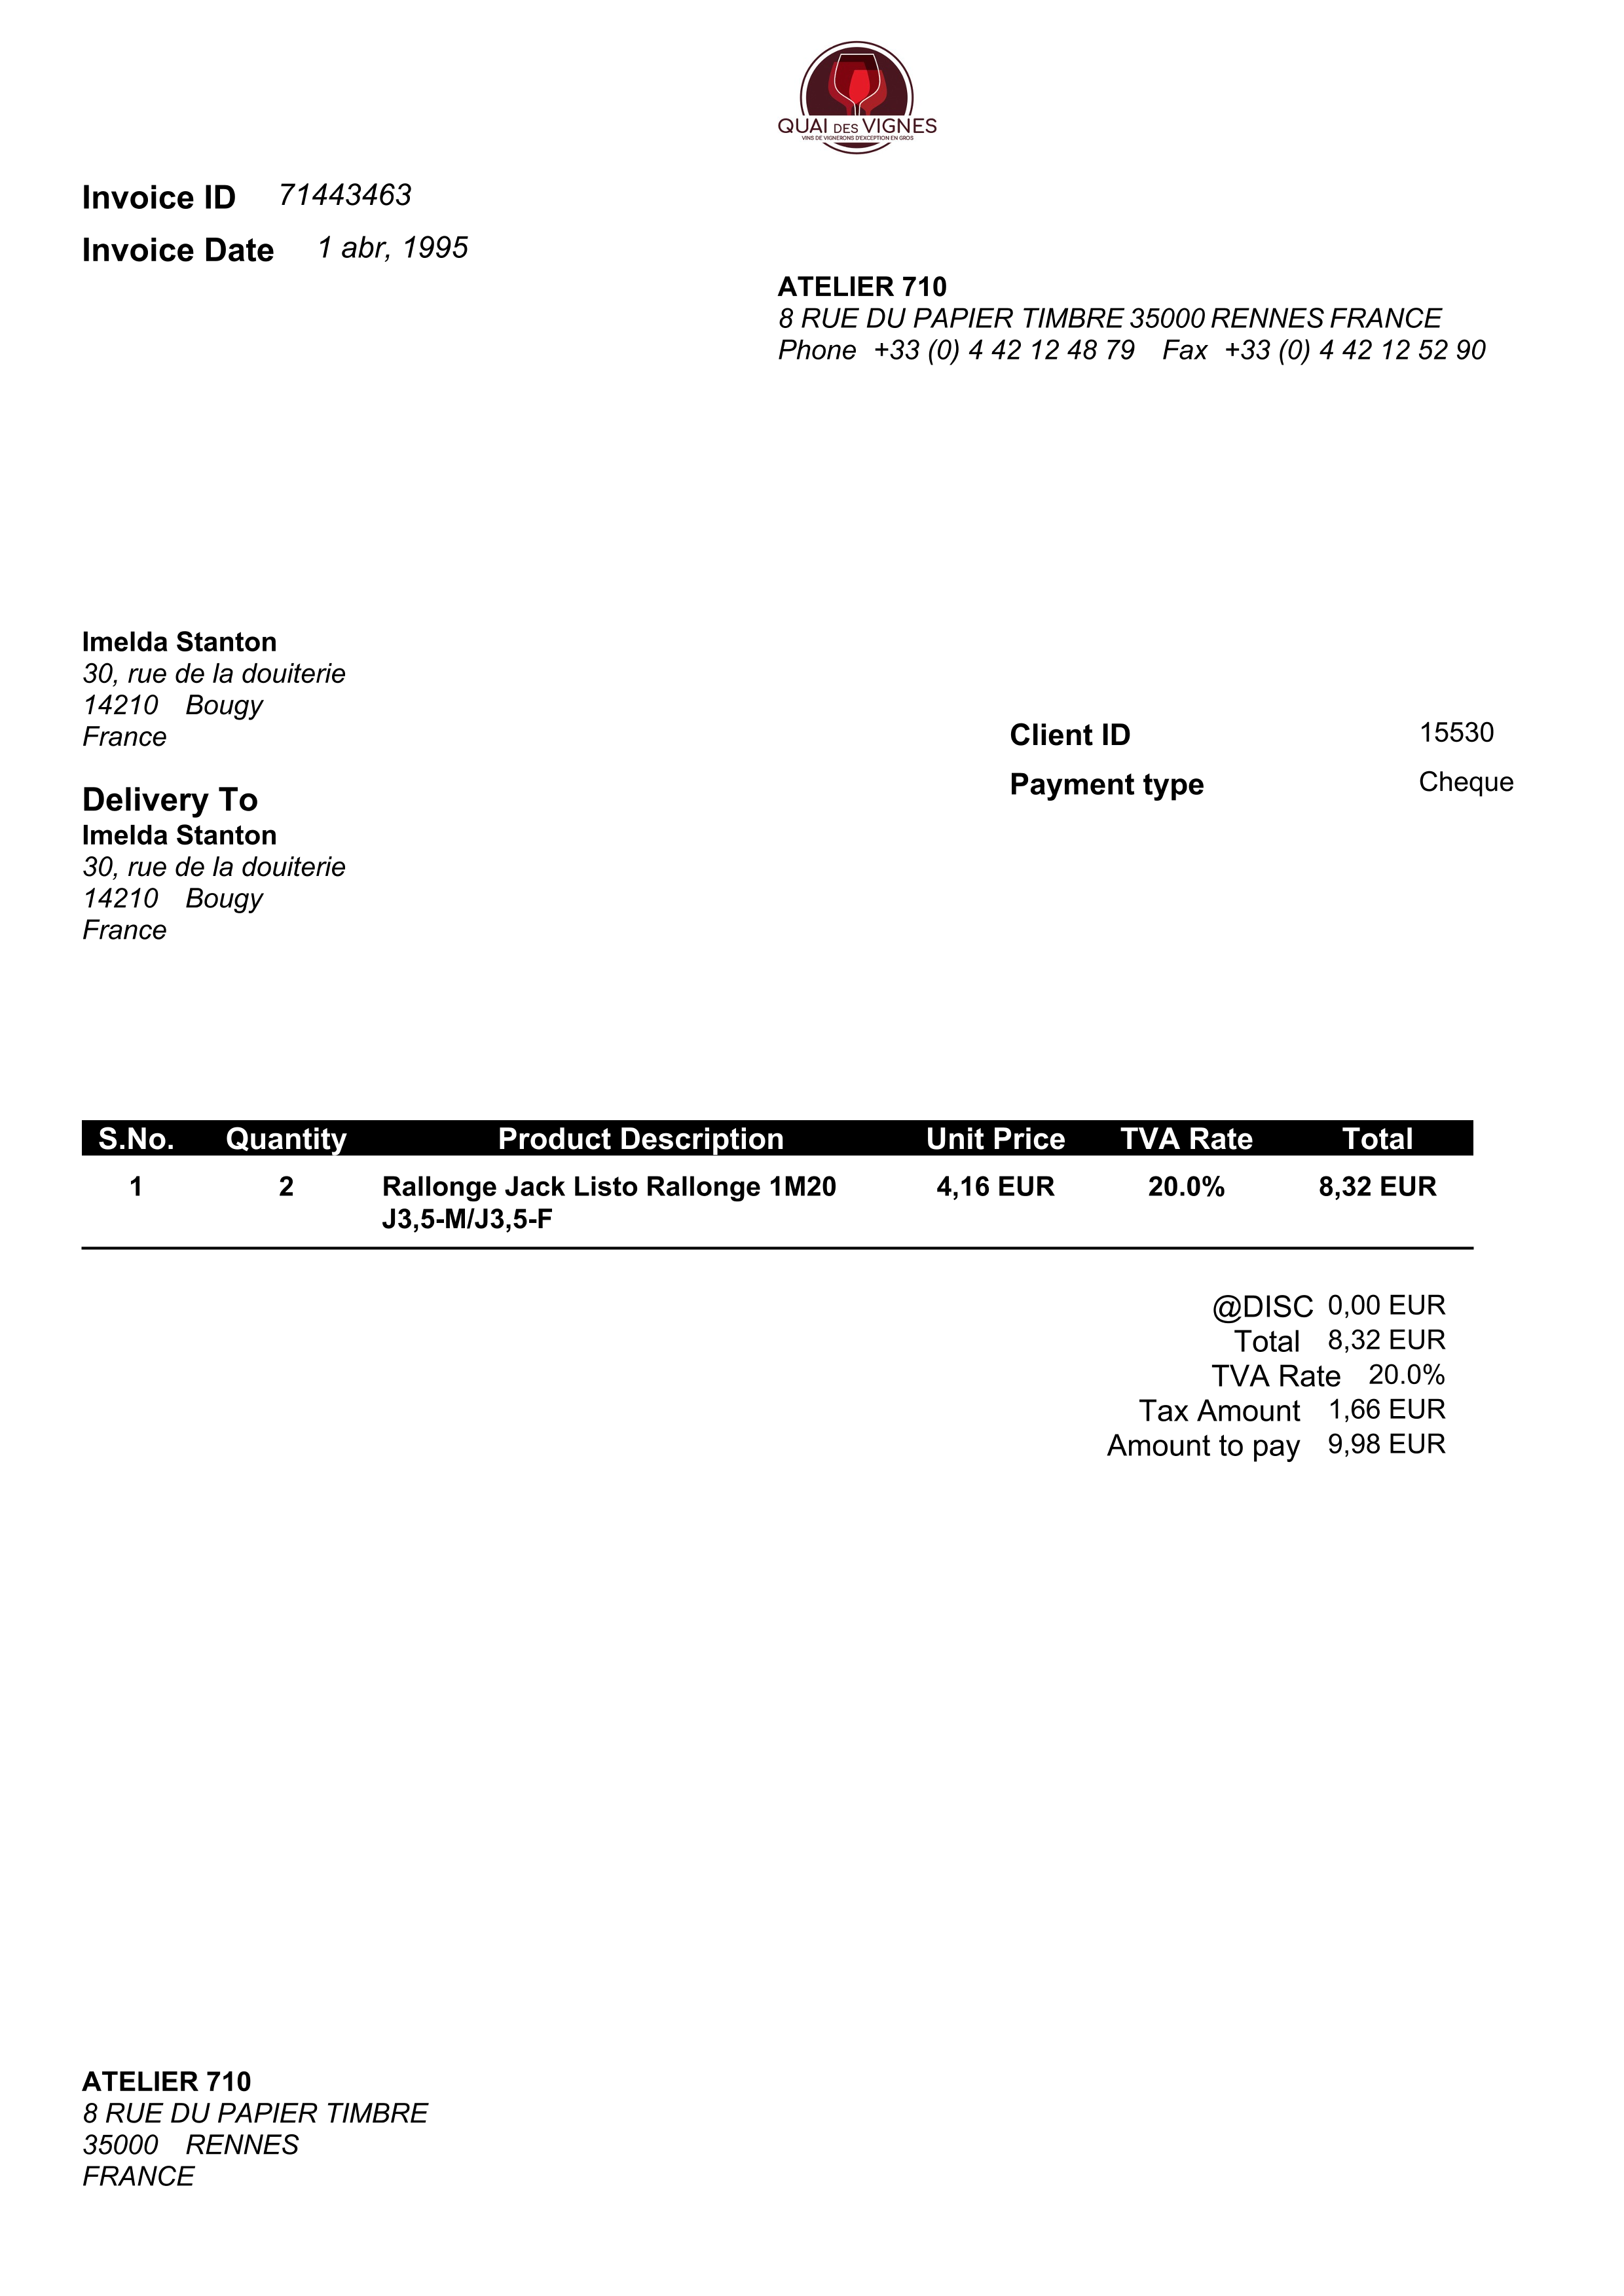 QUAI DES VIGNES
VINS DE VIGNERONS D'EXCEPTION EN GROS
Invoice ID 71443463
Invoice Date 1 abr, 1995
ATELIER 710
8 RUE DU PAPIER TIMBRE 35000 RENNES FRANCE
Phone +33 (0) 4 42 12 48 79 Fax +33 (0) 4 42 12 52 90
Imelda Stanton
30, rue de la douiterie
14210 Bougy
France
Client ID 15530
Payment type Cheque
Delivery To
Imelda Stanton
30, rue de la douiterie
14210 Bougy
France
S.No. Quantity Product Description Unit Price TVA Rate Total
1 2 Rallonge Jack Listo Rallonge 1M20 4,16 EUR 20.0% 8,32 EUR
J3,5-M/J3,5-F
@DISC 0,00 EUR
Total 8,32 EUR
TVA Rate 20.0%
Tax Amount 1,66 EUR
Amount to pay 9,98 EUR
ATELIER 710
8 RUE DU PAPIER TIMBRE
35000 RENNES
FRANCE